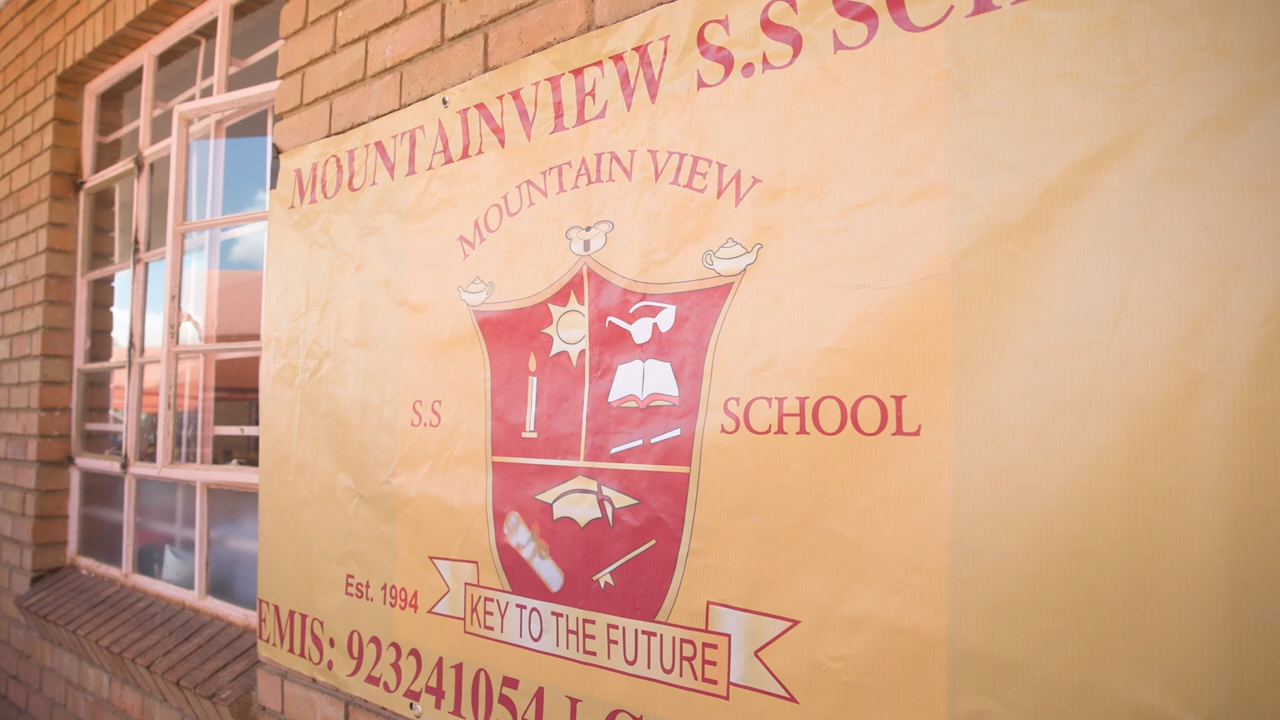 MOUNTAINVIEW S.S
MOUNTAIN VIEW
S.S SCHOOL
Est. 1994
KEY TO THE FUTURE
EMIS: 923241054